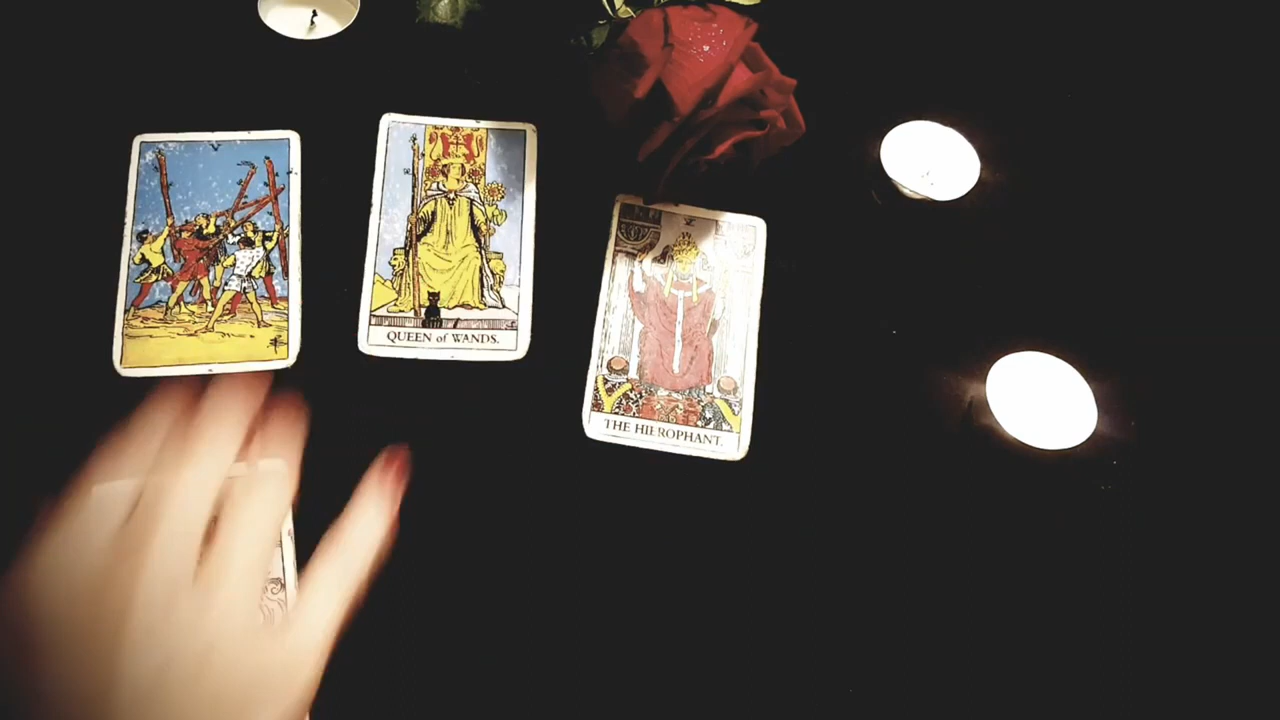 QUEEN of WANDS.
V
THE HIEROPHANT.